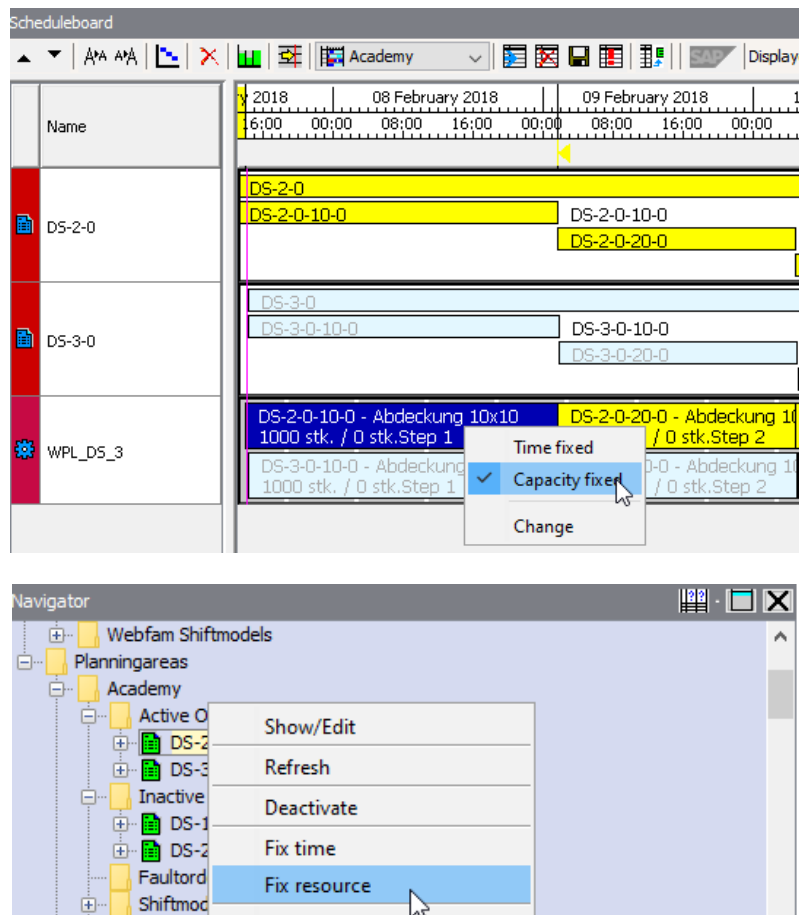 Scheduleboard
Academy
SAP
Display
Name
2018 08 February 2018 09 February 2018 1
16:00 00:00 08:00 16:00 00:00 08:00 16:00 00:00
DS-2-0
DS-2-0
DS-2-0-10-0 DS-2-0-10-0
DS-2-0-20-0
DS-3-0
DS-3-0
DS-3-0-10-0 DS-3-0-10-0
DS-3-0-20-0
WPL_DS_3
DS-2-0-10-0 - Abdeckung 10x10 DS-2-0-20-0 - Abdeckung 10
1000 stk. / 0 stk.Step 1 / 0 stk.Step 2
DS-3-0-10-0 - Abdeckung 0-0 - Abdeckung 10
1000 stk. / 0 stk.Step 1 / 0 stk.Step 2
Time fixed
Capacity fixed
Change
Navigator
Webfam Shiftmodels
Planningareas
Academy
Active O
DS-2
DS-3
Inactive
DS-1
DS-2
Faultord
Shiftmod
Show/Edit
Refresh
Deactivate
Fix time
Fix resource